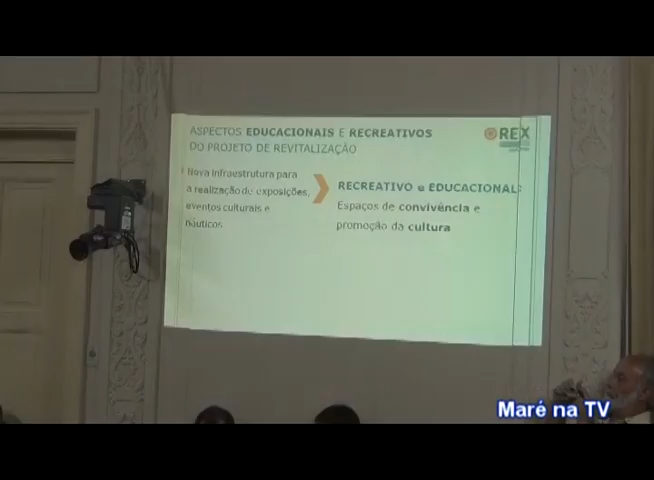 ASPECTOS EDUCACIONAIS E RECREATIVOS
DO PROJETO DE REVITALIZAÇÃO
REX
Nova infraestrutura para
a realização de exposições,
eventos culturais e
náuticos
RECREATIVO e EDUCACIONAL:
Espaços de convivência e
promoção da cultura
Maré na TV